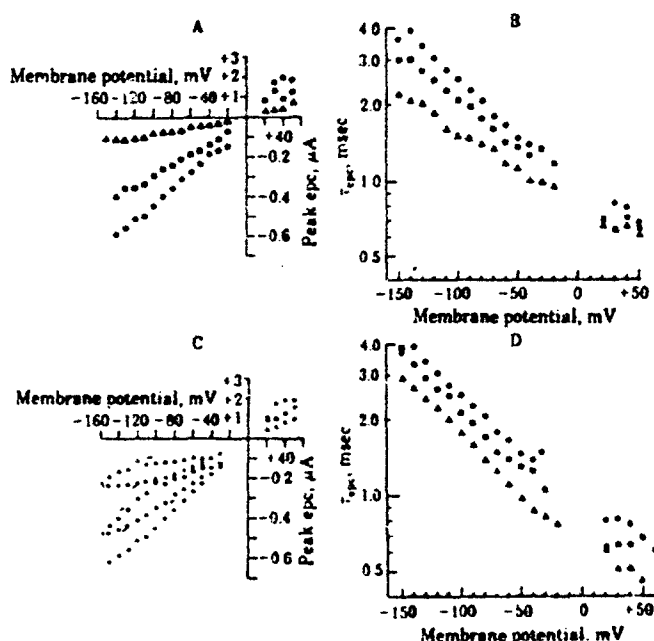 A
Membrane potential, mV
-160 -120 -80 -40
+3
+2
+1
+40
-0.2
-0.4
-0.6
Peak epc, μA
B
4.0
3.0
2.0
1.0
0.5
τepc, msec
-150 -100 -50 0 +50
Membrane potential, mV
C
Membrane potential, mV
-160 -120 -80 -40
+3
+2
+1
+40
-0.2
-0.4
-0.6
Peak epc, μA
D
4.0
3.0
2.0
1.0
0.5
τepc, msec
-150 -100 -50 0 +50
Membrane potential, mV